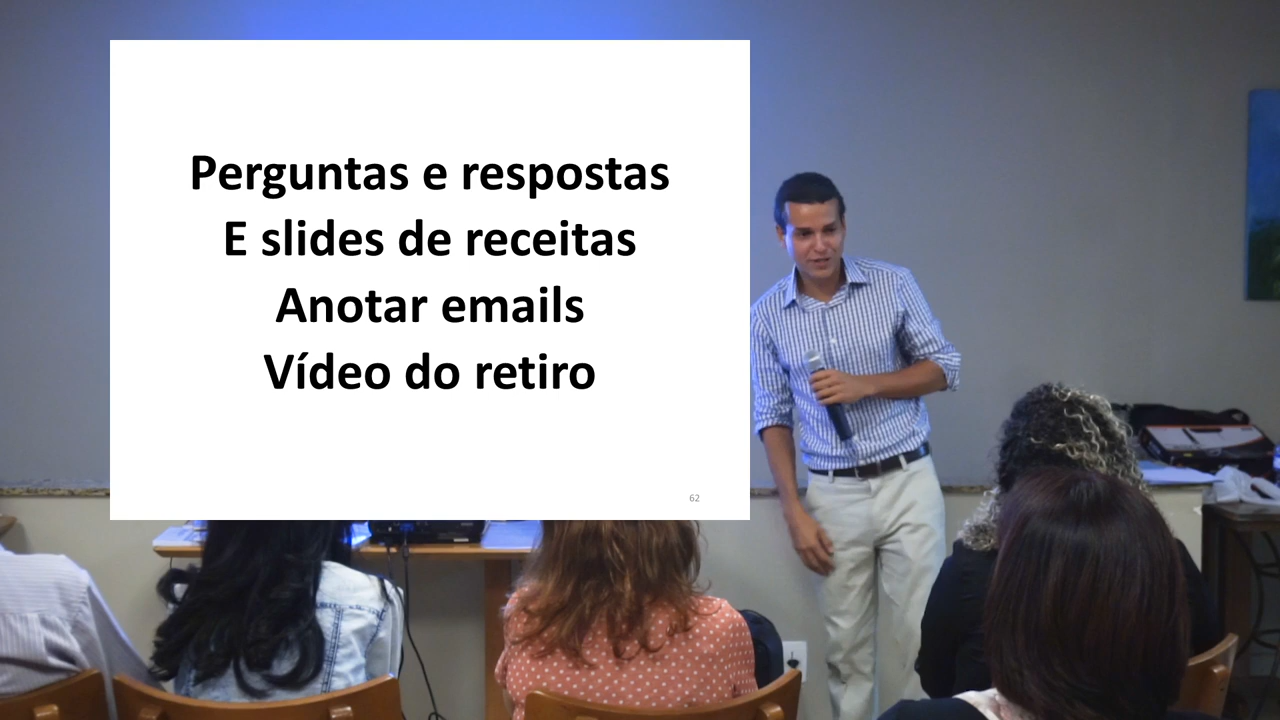 Perguntas e respostas
E slides de receitas
Anotar emails
Vídeo do retiro
62